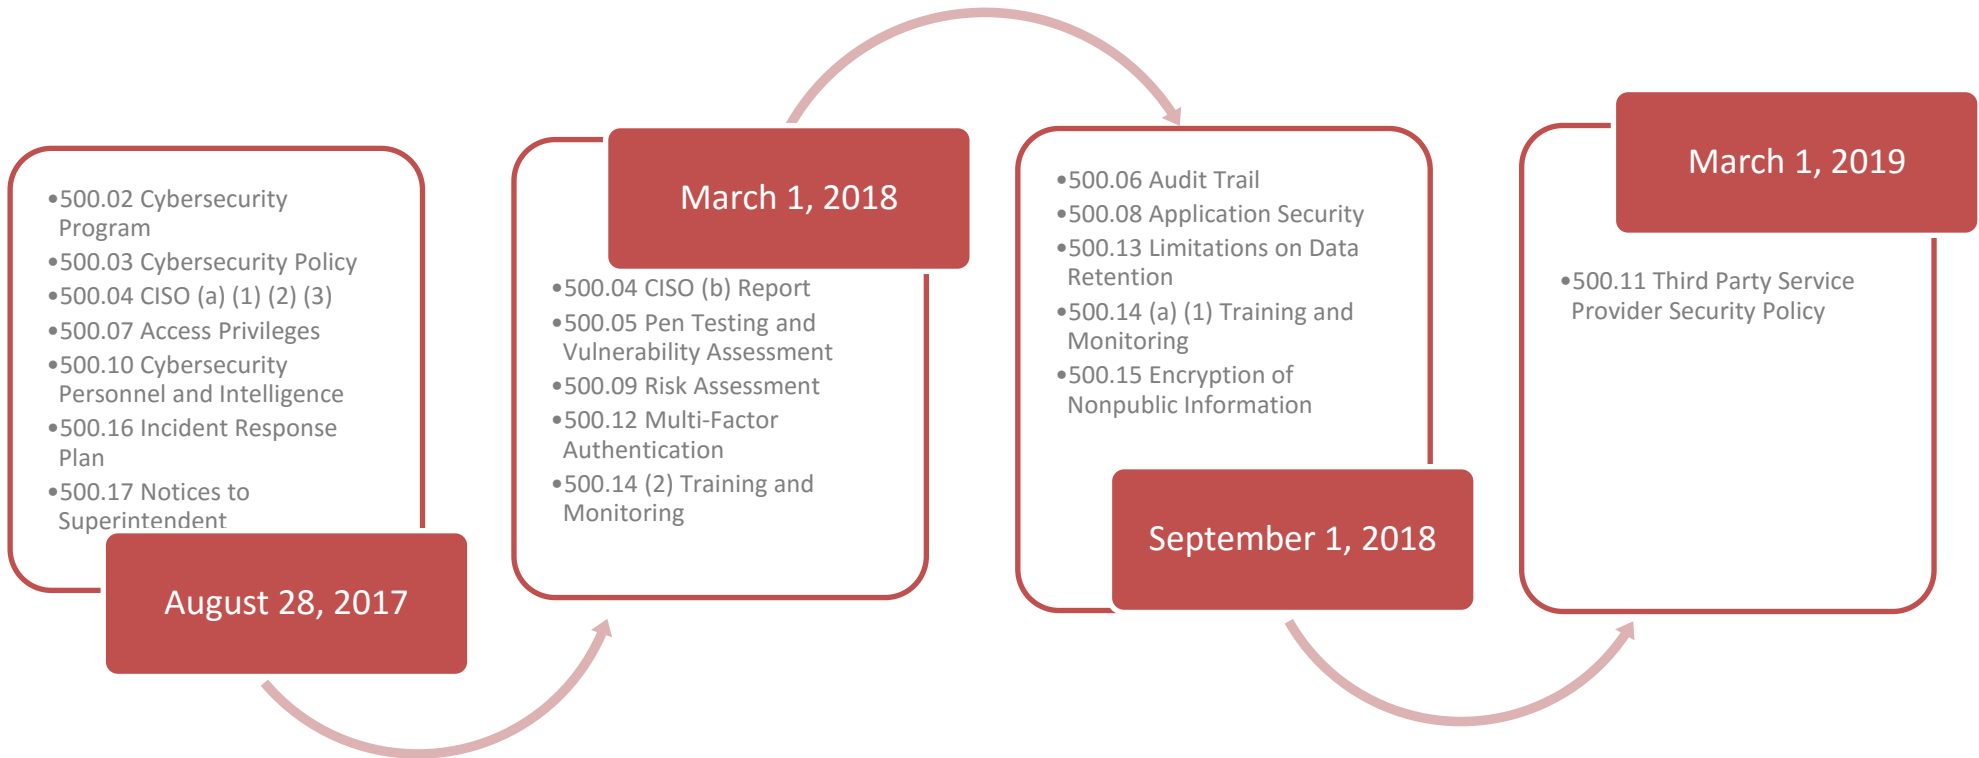 •500.02 Cybersecurity
Program
•500.03 Cybersecurity Policy
•500.04 CISO (a) (1) (2) (3)
•500.07 Access Privileges
•500.10 Cybersecurity
Personnel and Intelligence
•500.16 Incident Response
Plan
•500.17 Notices to
Superintendent
August 28, 2017
March 1, 2018
•500.04 CISO (b) Report
•500.05 Pen Testing and
Vulnerability Assessment
•500.09 Risk Assessment
•500.12 Multi-Factor
Authentication
•500.14 (2) Training and
Monitoring
•500.06 Audit Trail
•500.08 Application Security
•500.13 Limitations on Data
Retention
•500.14 (a) (1) Training and
Monitoring
•500.15 Encryption of
Nonpublic Information
September 1, 2018
March 1, 2019
•500.11 Third Party Service
Provider Security Policy